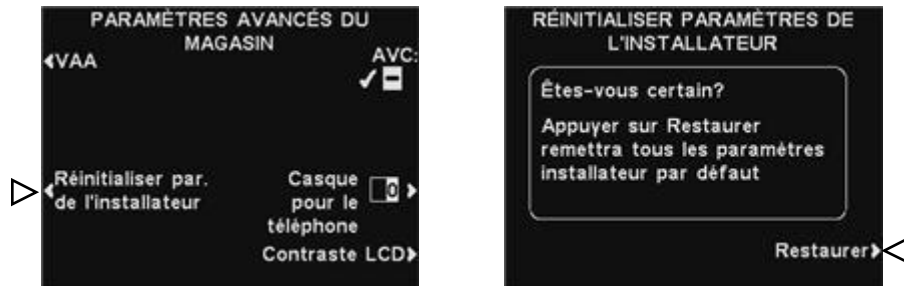 PARAMÈTRES AVANCÉS DU
MAGASIN
VAA
AVC:
Réinitialiser par.
de l'installateur
Casque
pour le
téléphone
0
Contraste LCD
RÉINITIALISER PARAMÈTRES DE
L'INSTALLATEUR
Êtes-vous certain?
Appuyer sur Restaurer
remettra tous les paramètres
installateur par défaut
Restaurer